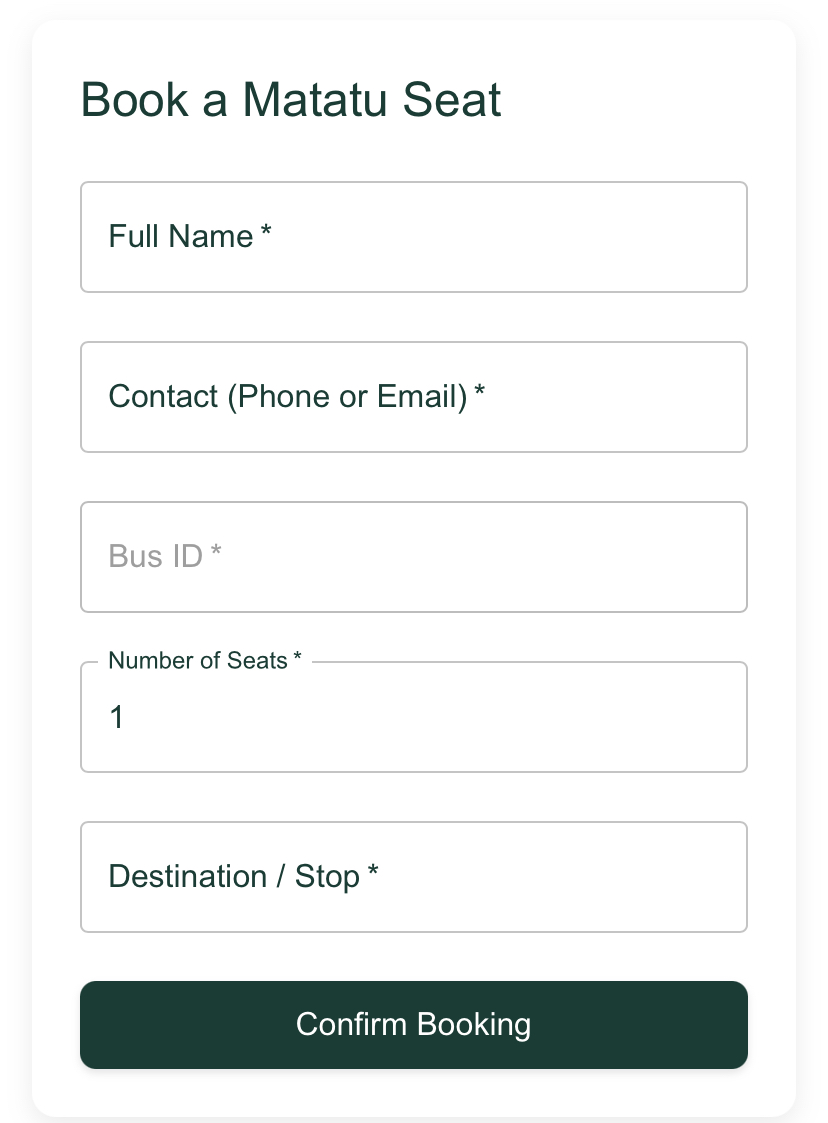 Book a Matatu Seat
Full Name *
Contact (Phone or Email) *
Bus ID *
Number of Seats *
1
Destination / Stop *
Confirm Booking